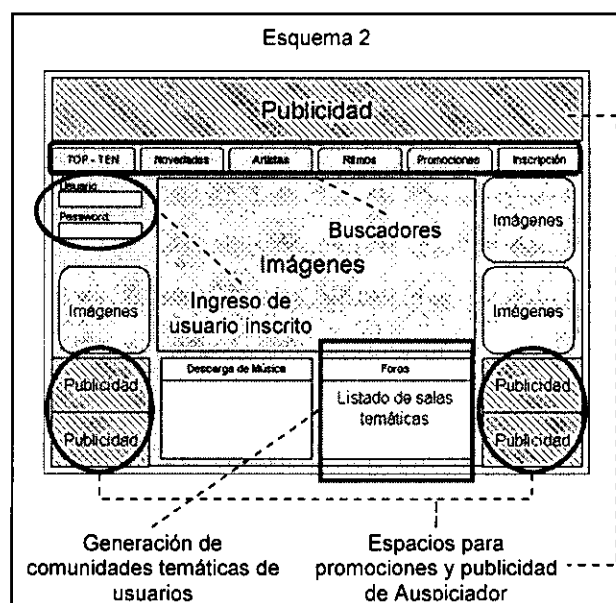 Esquema 2
Publicidad
TOP - TEN
Novedades
Artistas
Ritmos
Promociones
Inscripción
Usuario
Password
Buscadores
Imágenes
Ingreso de
usuario inscrito
Imágenes
Imágenes
Imágenes
Publicidad
Publicidad
Descarga de Música
Foros
Listado de salas
temáticas
Publicidad
Publicidad
Generación de
comunidades temáticas de
usuarios
Espacios para
promociones y publicidad
de Auspiciador